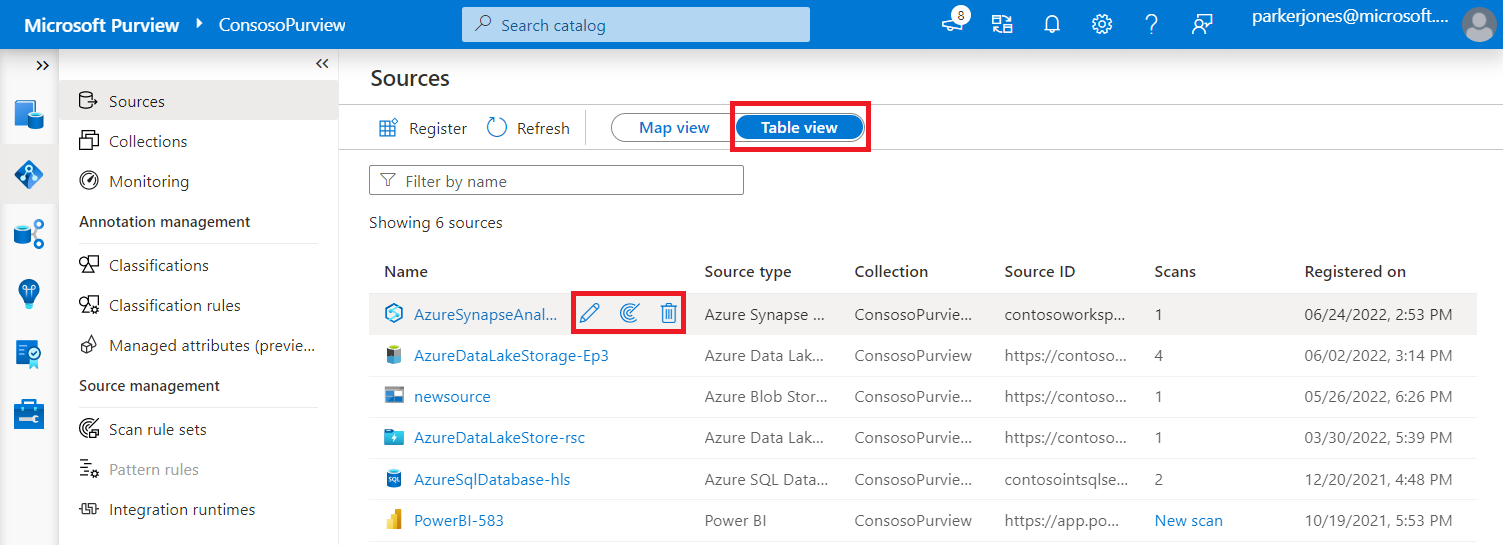 Microsoft Purview ConsosoPurview Search catalog 8 parkerjones@microsoft....
Sources
Collections
Monitoring
Annotation management
Classifications
Classification rules
Managed attributes (previe...
Source management
Scan rule sets
Pattern rules
Integration runtimes
Sources
Register Refresh Map view Table view
Filter by name
Showing 6 sources
Name Source type Collection Source ID Scans Registered on
AzureSynapseAnal... Azure Synapse ... ConsosoPurvie... contosoworksp... 1 06/24/2022, 2:53 PM
AzureDataLakeStorage-Ep3 Azure Data Lak... ConsosoPurview https://contoso... 4 06/02/2022, 3:14 PM
newsource Azure Blob Stor... ConsosoPurvie... https://contoso... 1 05/26/2022, 6:26 PM
AzureDataLakeStore-rsc Azure Data Lak... ConsosoPurvie... https://contoso... 1 03/30/2022, 5:39 PM
SQL AzureSqlDatabase-hls Azure SQL Data... ConsosoPurvie... contosointsqlse... 2 12/20/2021, 4:48 PM
PowerBI-583 Power BI ConsosoPurview https://app.po... New scan 10/19/2021, 5:53 PM